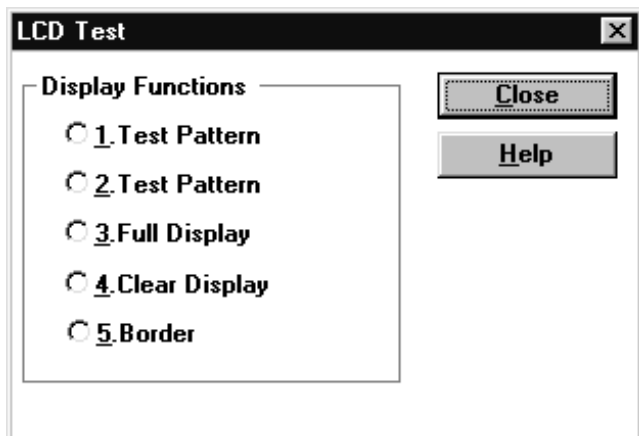 LCD Test
Display Functions
1.Test Pattern
2.Test Pattern
3.Full Display
4.Clear Display
5.Border
Close
Help